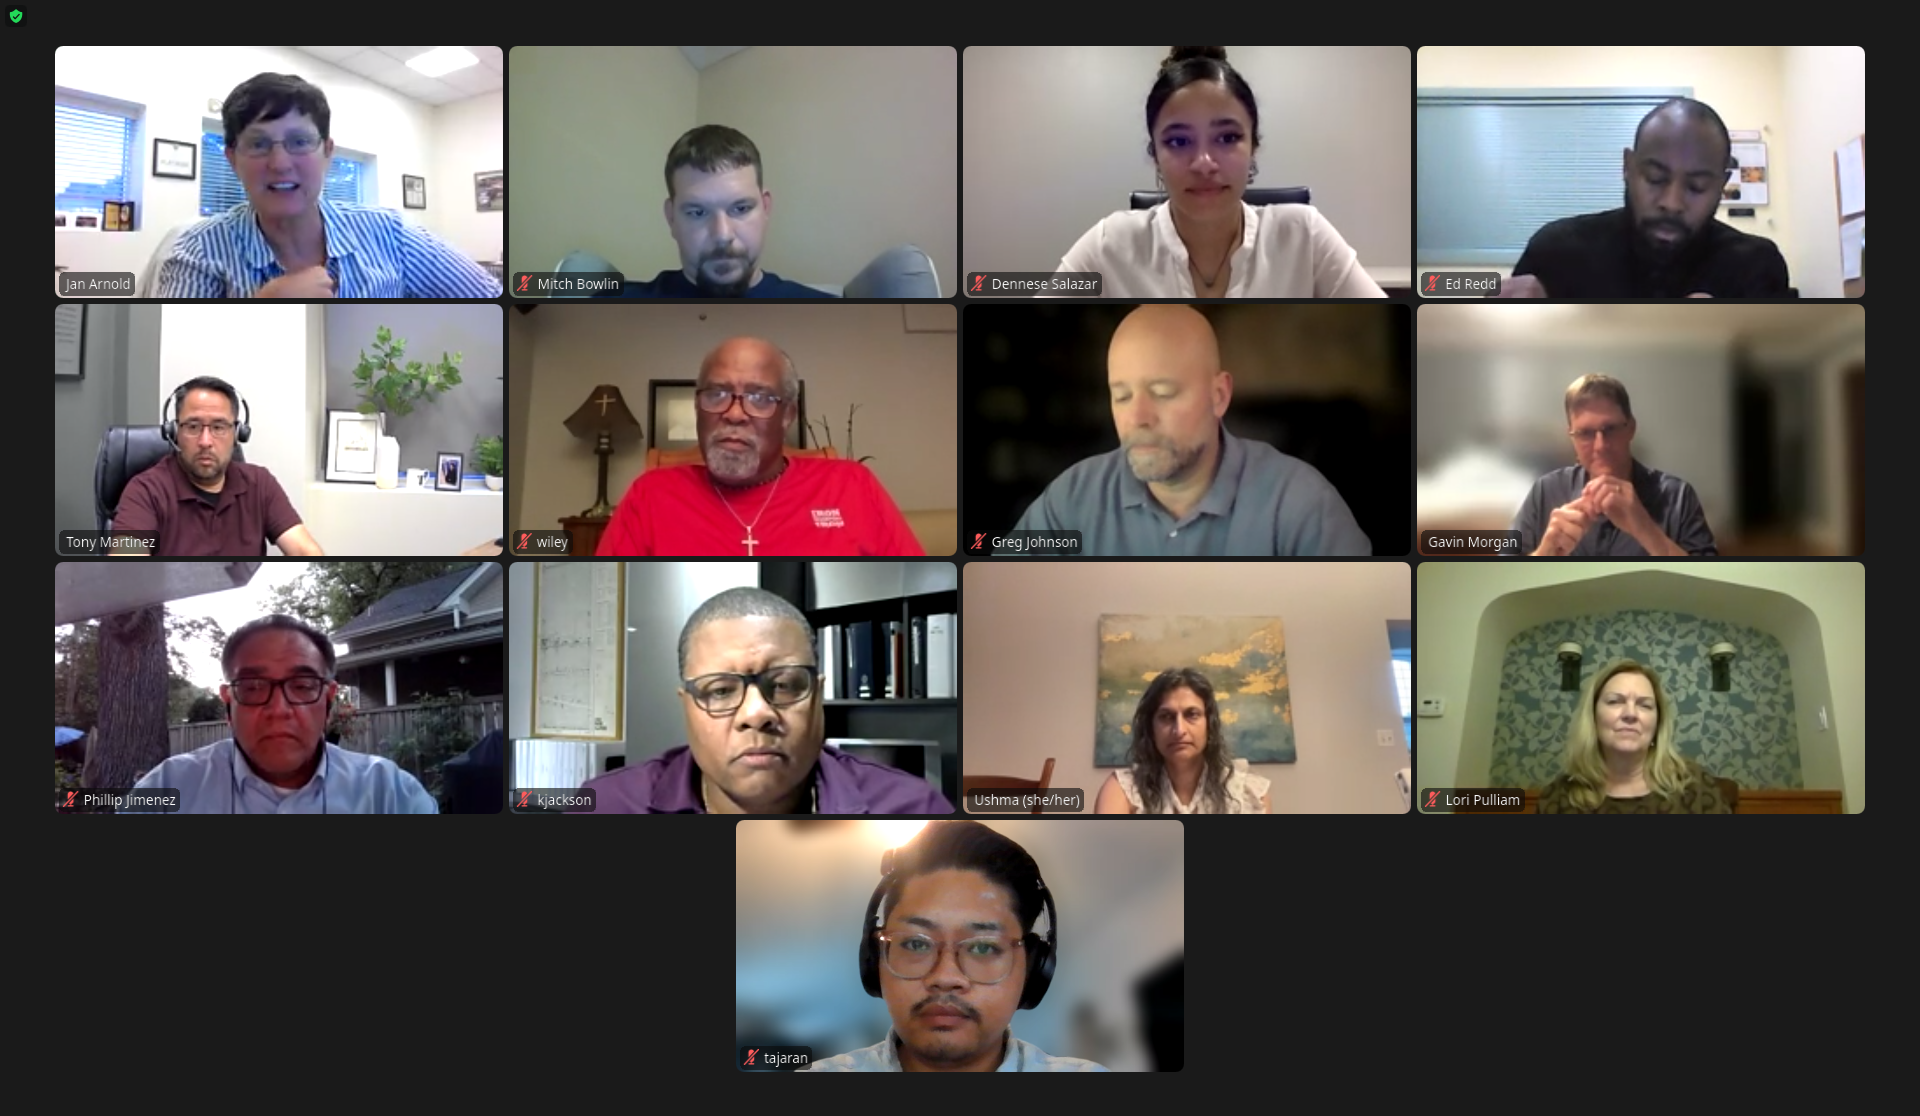 Jan Arnold
Mitch Bowlin
Dennese Salazar
Ed Redd
Tony Martinez
wiley
Greg Johnson
Gavin Morgan
Phillip Jimenez
kjackson
Ushma (she/her)
Lori Pulliam
tajaran